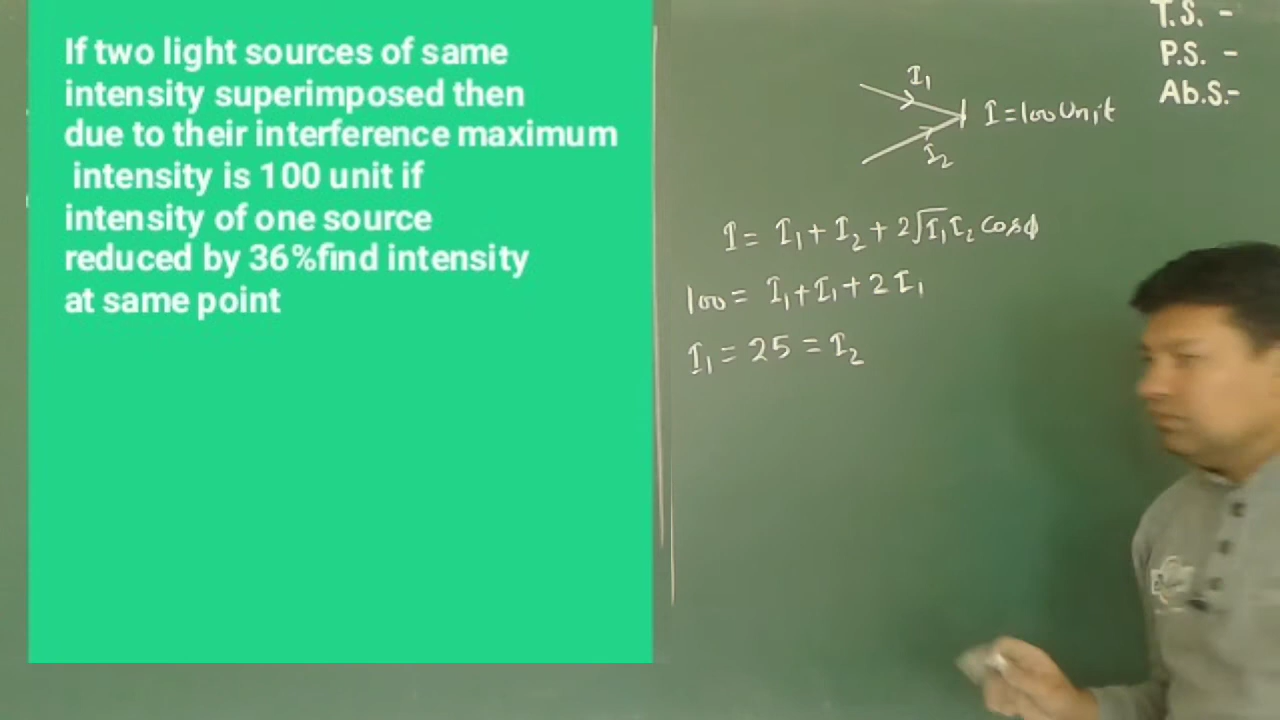 If two light sources of same
intensity superimposed then
due to their interference maximum
intensity is 100 unit if
intensity of one source
reduced by 36%find intensity
at same point
T.S. -
P.S. -
Ab.S.-
I₁
I = 100 Unit
I₂
I = I₁ + I₂ + 2√I₁I₂ cosϕ
100 = I₁+I₁+2I₁
I₁ = 25 = I₂